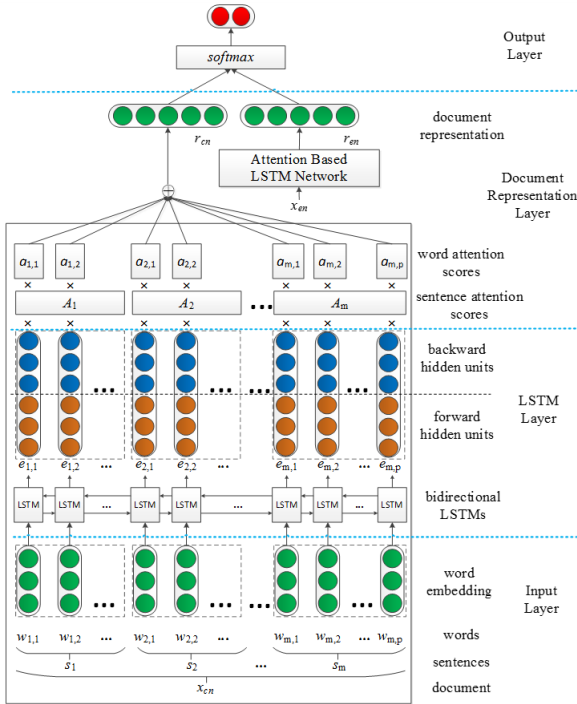 Output
Layer
softmax
document
representation
r_cn
r_en
Attention Based
LSTM Network
Document
Representation
Layer
x_en
a_1,1 a_1,2 a_2,1 a_2,2 a_m,1 a_m,2 a_m,p
word attention
scores
× × × × × × ×
A_1 A_2 ... A_m
sentence attention
scores
× × × × × × ×
backward
hidden units
... ... ... ...
LSTM
Layer
forward
hidden units
e_1,1 e_1,2 ... e_2,1 e_2,2 ... e_m,1 e_m,2 ... e_m,p
LSTM LSTM ... LSTM LSTM ... LSTM LSTM ... LSTM
bidirectional
LSTMs
word
embedding
... ... ... ...
Input
Layer
w_1,1 w_1,2 ... w_2,1 w_2,2 ... w_m,1 w_m,2 ... w_m,p
words
s_1 s_2 ... s_m
sentences
x_cn
document